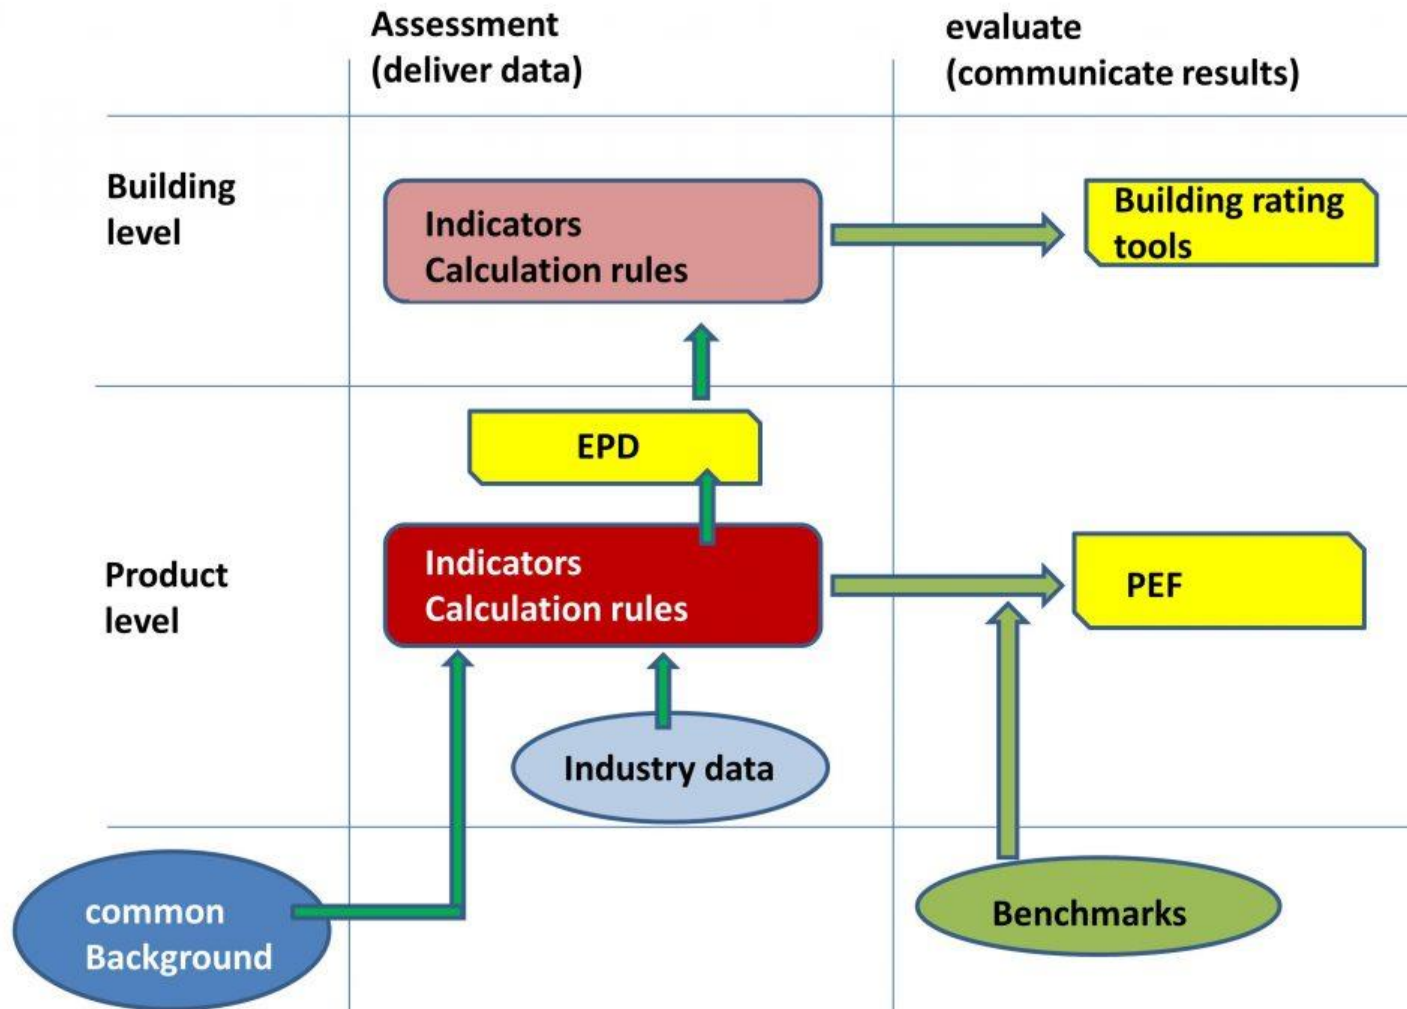 Assessment
(deliver data)
evaluate
(communicate results)
Building
level
Indicators
Calculation rules
Building rating
tools
EPD
Product
level
Indicators
Calculation rules
PEF
Industry data
common
Background
Benchmarks